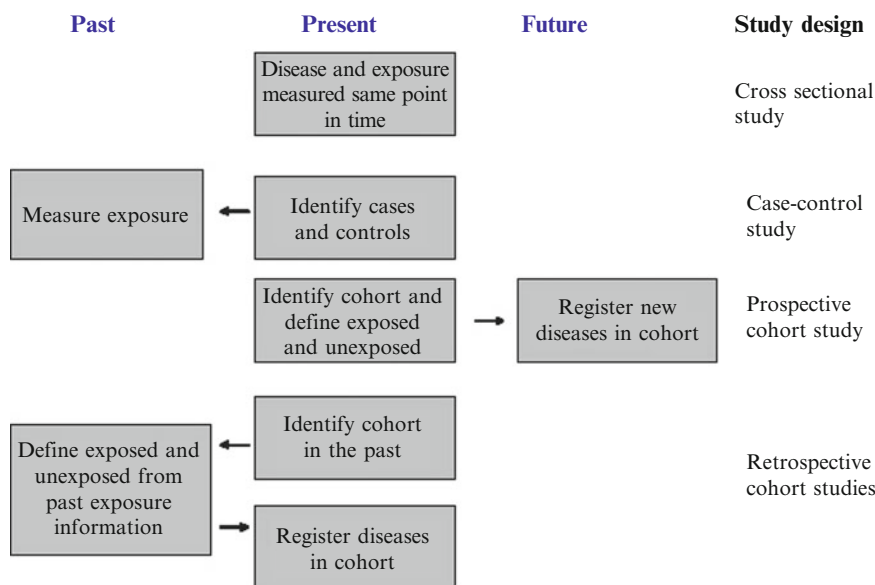 Past Present Future Study design
Disease and exposure
measured same point
in time
Cross sectional
study
Measure exposure
Identify cases
and controls
Case-control
study
Identify cohort and
define exposed
and unexposed
Register new
diseases in cohort
Prospective
cohort study
Define exposed and
unexposed from
past exposure
information
Identify cohort
in the past
Register diseases
in cohort
Retrospective
cohort studies